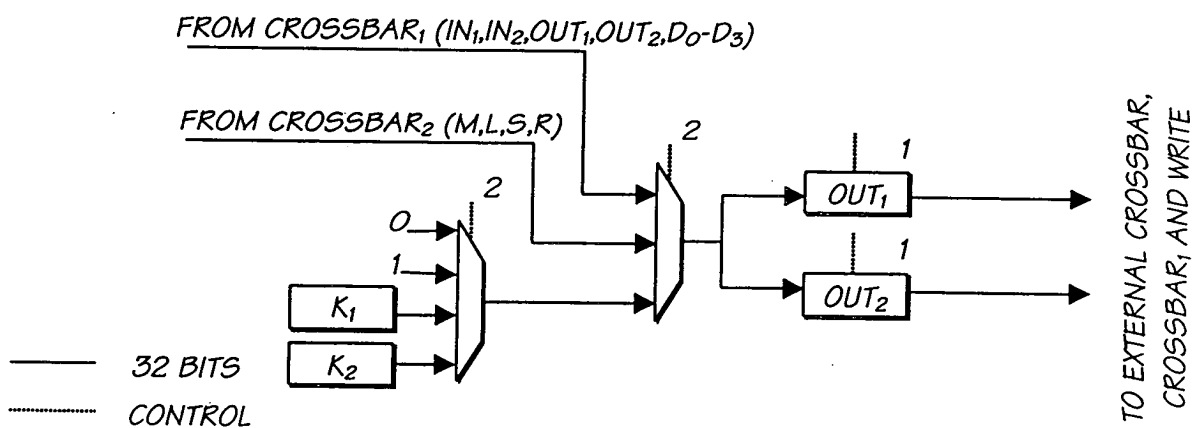 FROM CROSSBAR₁ (IN₁,IN₂,OUT₁,OUT₂,D₀-D₃)
FROM CROSSBAR₂ (M,L,S,R)
2
2
1
OUT₁
1
OUT₂
0
1
K₁
K₂
32 BITS
CONTROL
TO EXTERNAL CROSSBAR,
CROSSBAR₁ AND WRITE